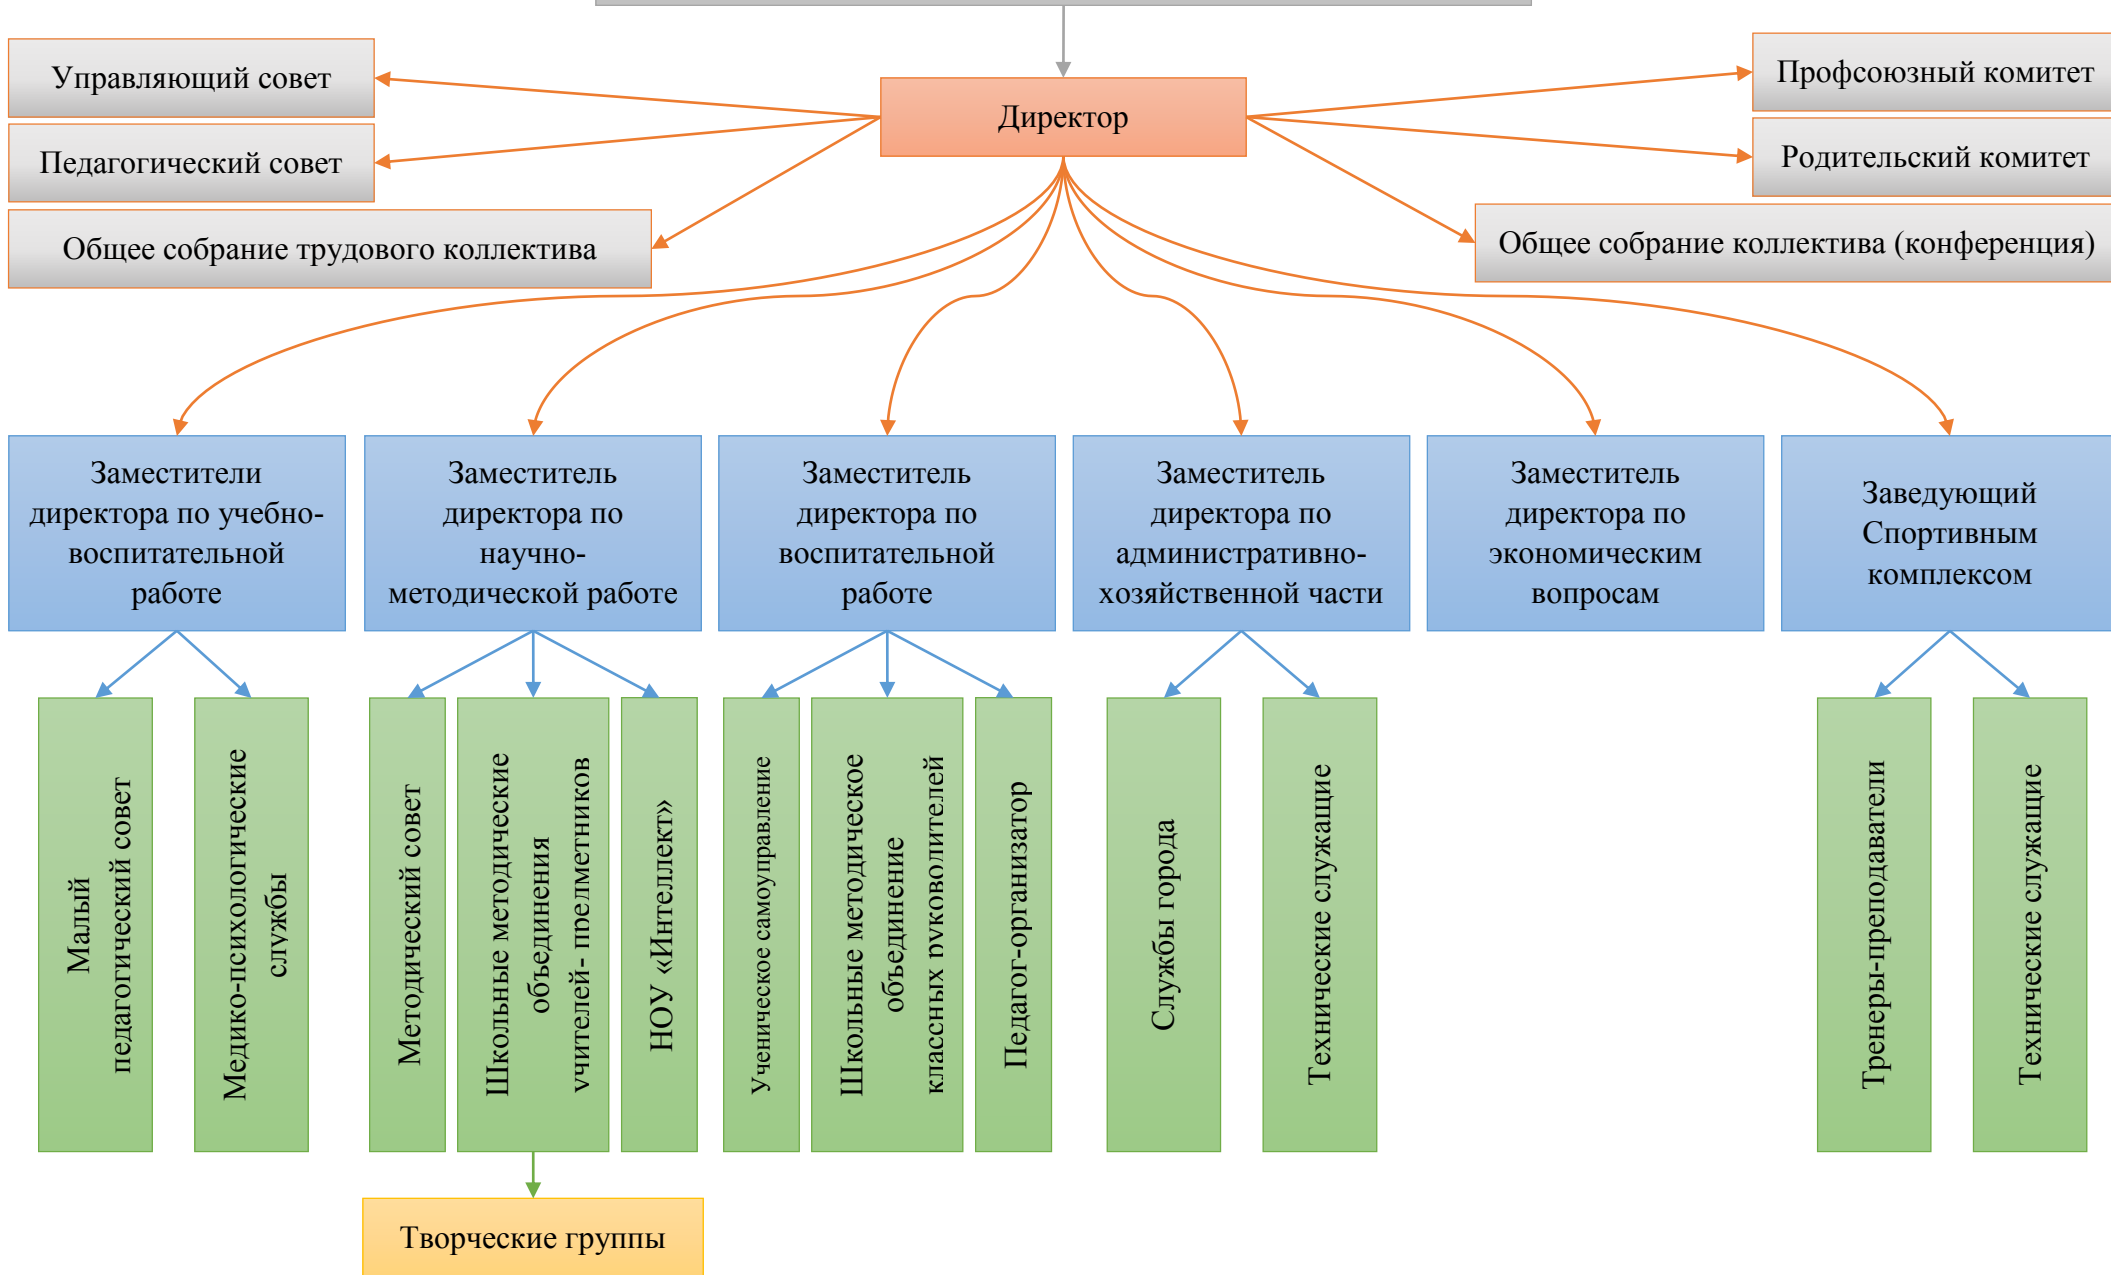 Управляющий совет
Профсоюзный комитет
Директор
Педагогический совет
Родительский комитет
Общее собрание трудового коллектива
Общее собрание коллектива (конференция)
Заместители
директора по учебно-
воспитательной
работе
Заместитель
директора по
научно-
методической работе
Заместитель
директора по
воспитательной
работе
Заместитель
директора по
административно-
хозяйственной части
Заместитель
директора по
экономическим
вопросам
Заведующий
Спортивным
комплексом
Малый
педагогический совет
Медико-психологические
службы
Методический совет
Школьные методические
объединения
учителей- предметников
НОУ «Интеллект»
Ученическое самоуправление
Школьные методическое
объединение
классных руководителей
Педагог-организатор
Службы города
Технические служащие
Тренеры-преподаватели
Технические служащие
Творческие группы